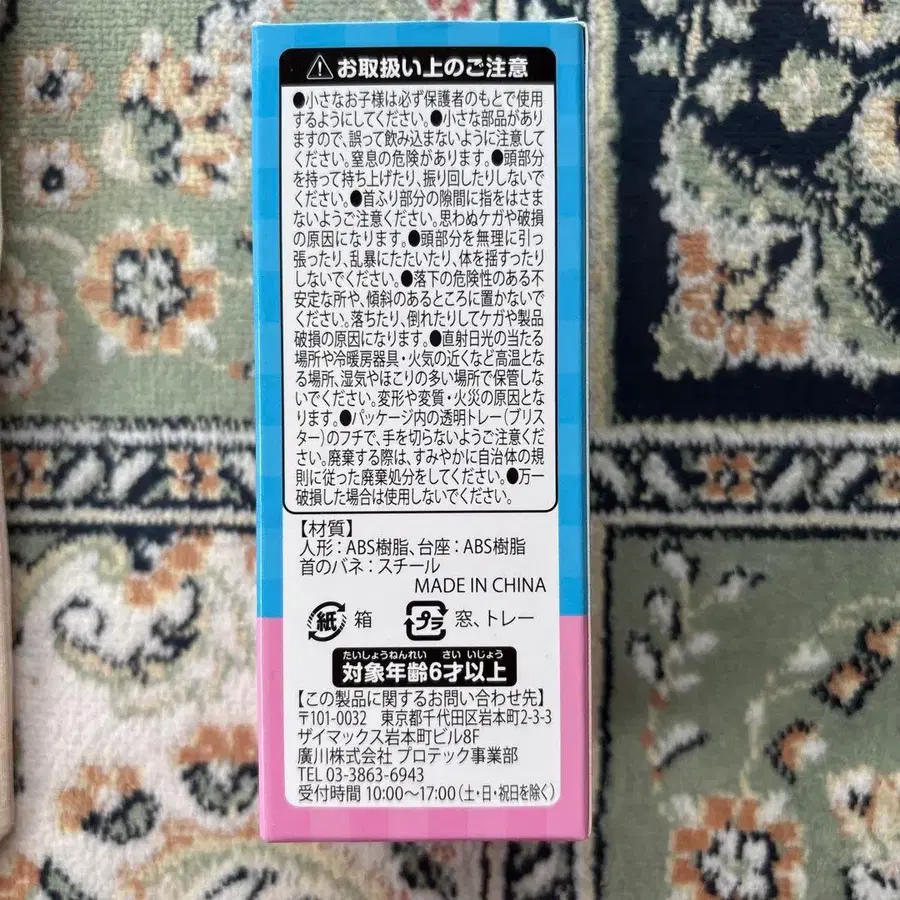 お取扱い上のご注意
●小さなお子様は必ず保護者のもとで使用
するようにしてください。●小さな部品があり
ますので、誤って飲み込まないように注意して
ください。窒息の危険があります。●頭部分
を持って持ち上げたり、振り回したりしないで
ください。●首ふり部分の隙間に指をはさま
ないようご注意ください。思わぬケガや破損
の原因になります。●頭部分を無理に引っ
張ったり、乱暴にたたいたり、体を揺すったり
しないでください。●落下の危険性のある不
安定な所や、傾斜のあるところに置かないで
ください。落ちたり、倒れたりしてケガや製品
破損の原因になります。●直射日光の当たる
場所や冷暖房器具・火気の近くなど高温とな
る場所、湿気やほこりの多い場所で保管しな
いでください。変形や変質・火災の原因とな
ります。●パッケージ内の透明トレー(ブリス
ター)のフチで、手を切らないようご注意くだ
さい。廃棄する際は、すみやかに自治体の規
則に従った廃棄処分をしてください。●万一
破損した場合は使用しないでください。
【材質】
人形：ABS樹脂、台座：ABS樹脂
首のバネ：スチール
MADE IN CHINA
紙 箱 プラ 窓、トレー
たいしょうねんれい さい いじょう
対象年齢6才以上
【この製品に関するお問い合わせ先】
〒101-0032 東京都千代田区岩本町2-3-3
ザイマックス岩本町ビル8F
廣川株式会社 プロテック事業部
TEL 03-3863-6943
受付時間 10:00〜17:00(土・日・祝日を除く)